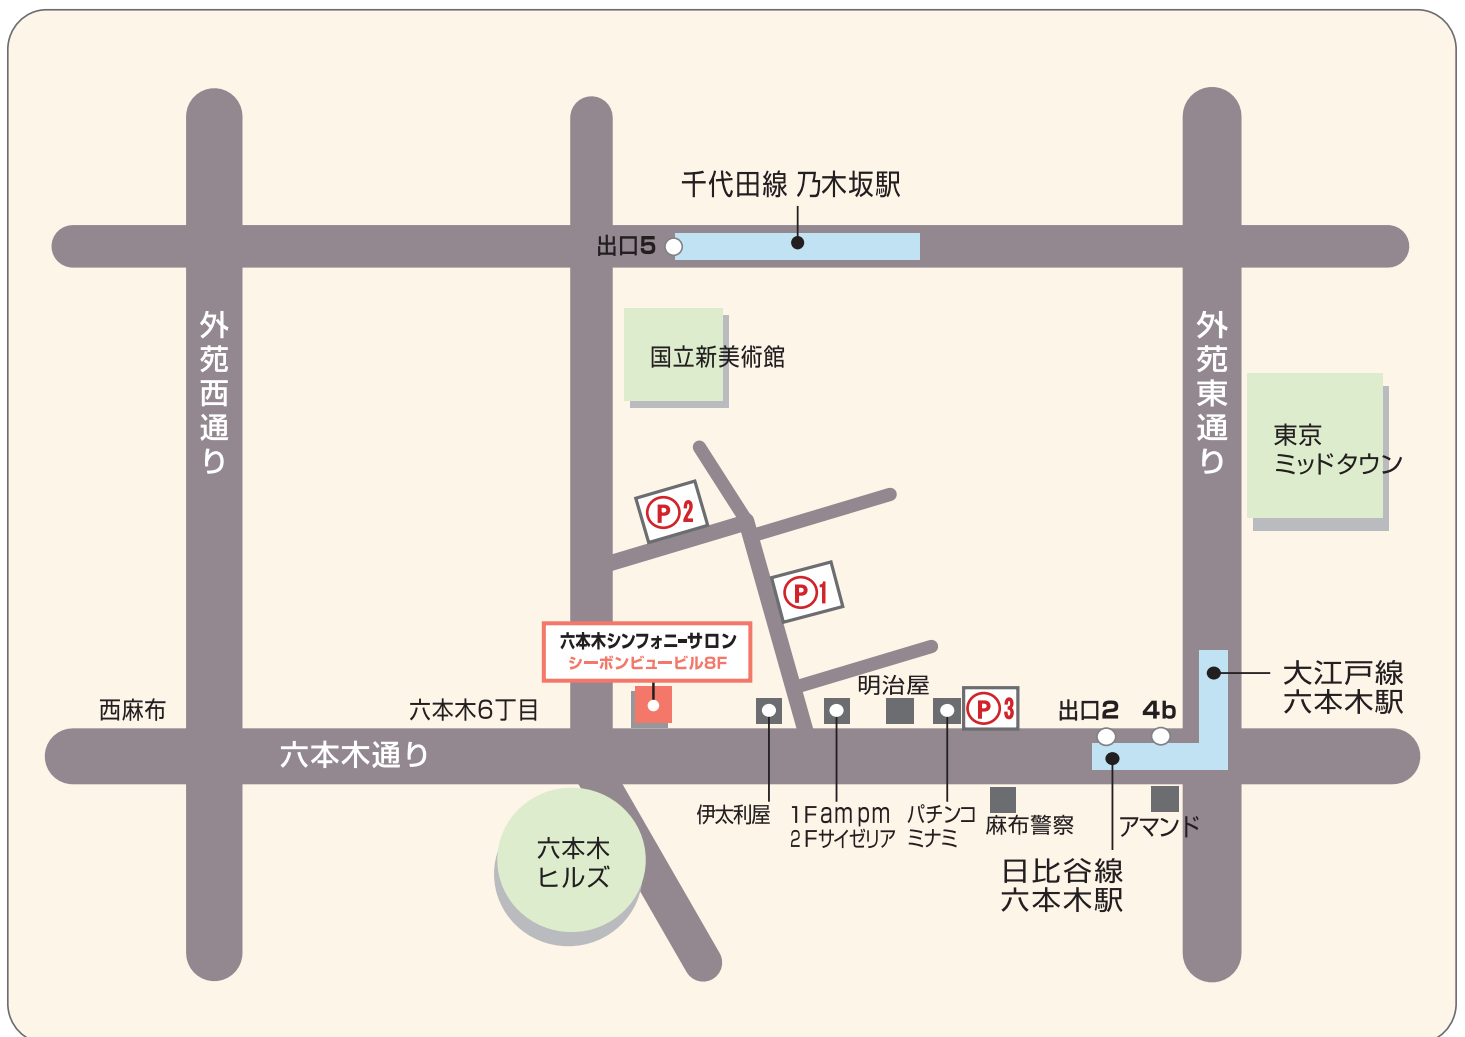 千代田線 乃木坂駅
出口5
外苑西通り
外苑東通り
国立新美術館
東京
ミッドタウン
P2
P1
六本木シンフォニーサロン
シーボンビュービル8F
明治屋
P3
大江戸線
六本木駅
西麻布
六本木6丁目
出口2 4b
六本木通り
伊太利屋
1Fam pm
2Fサイゼリア
パチンコ
ミナミ
麻布警察
アマンド
六本木
ヒルズ
日比谷線
六本木駅